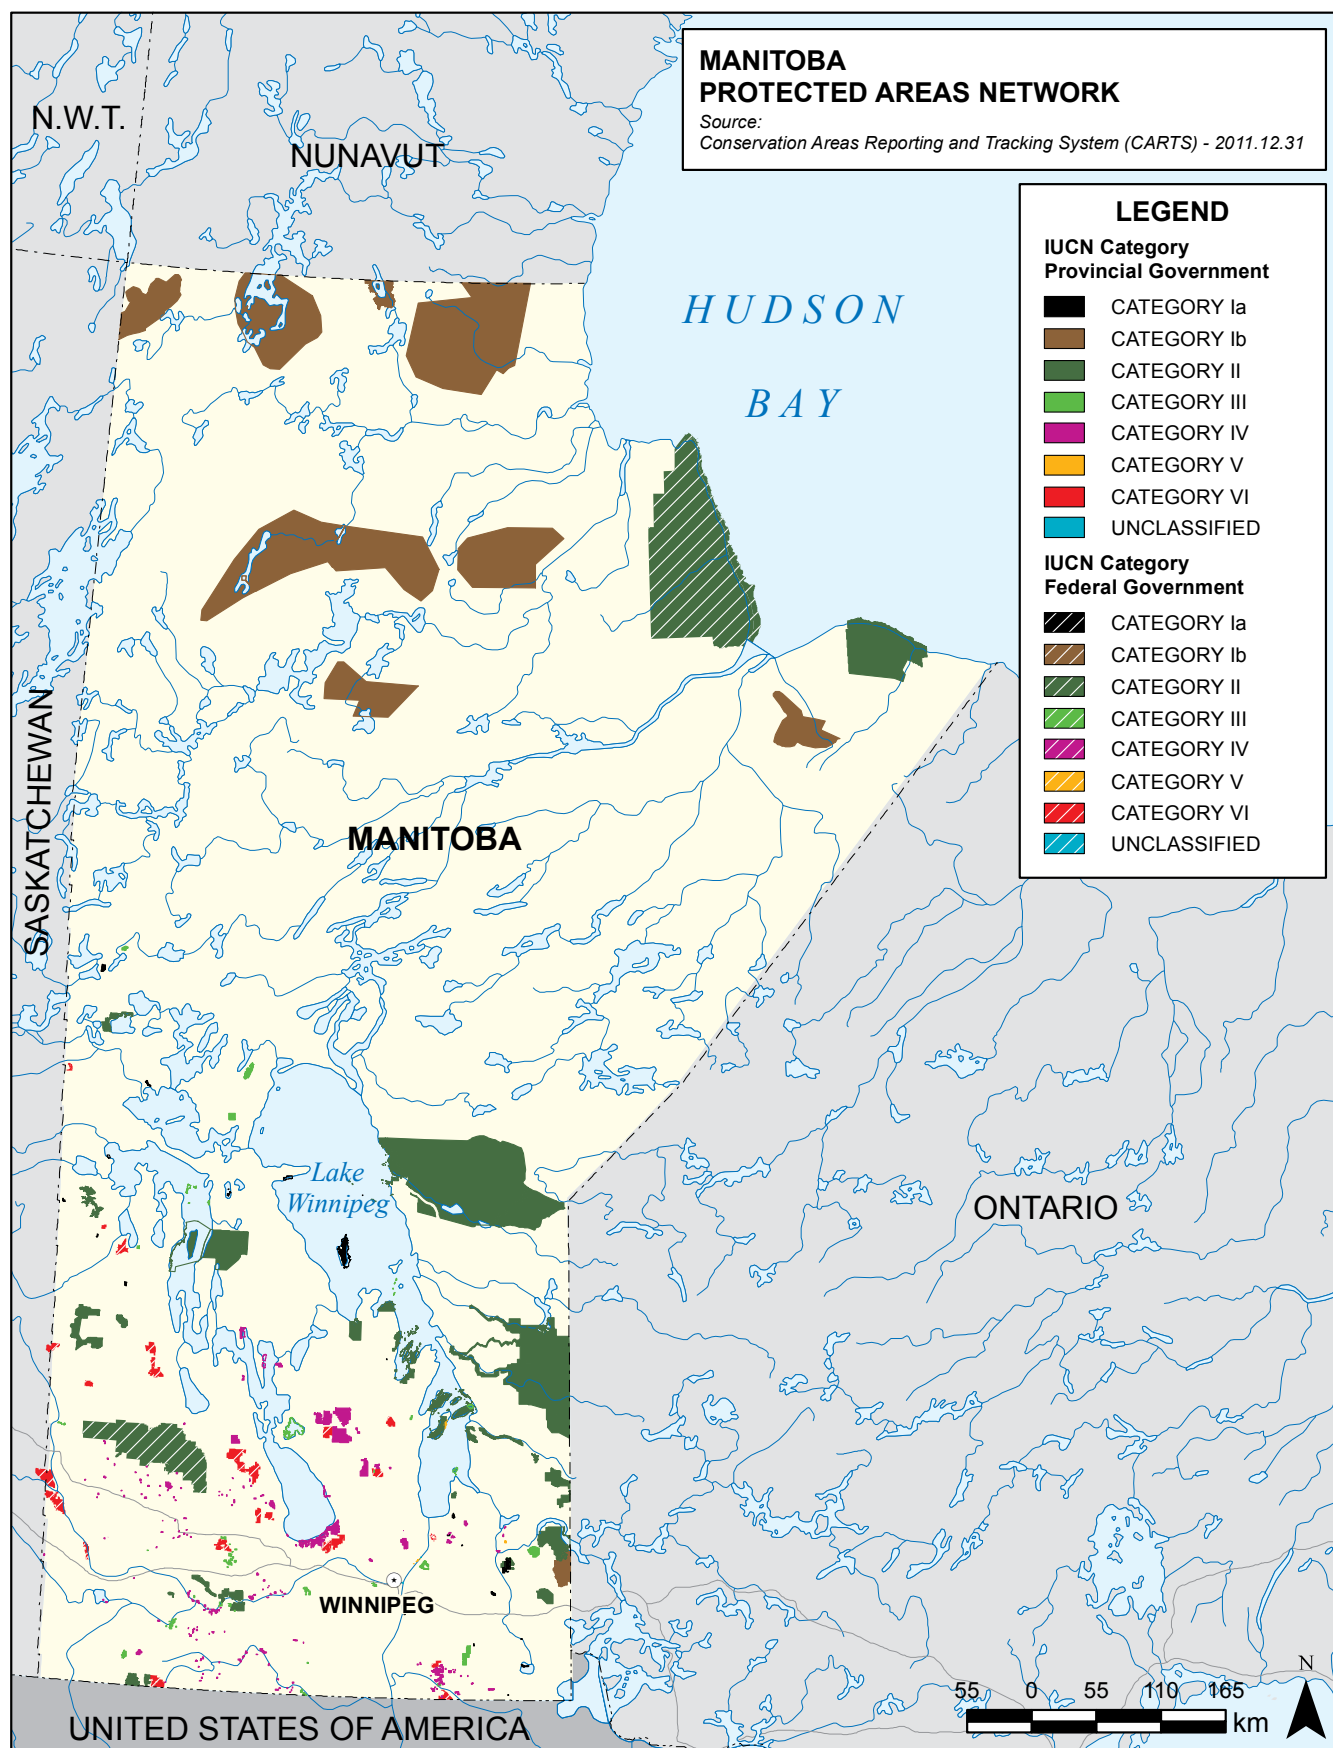 MANITOBA
PROTECTED AREAS NETWORK
Source:
Conservation Areas Reporting and Tracking System (CARTS) - 2011.12.31
N.W.T.
NUNAVUT
LEGEND
IUCN Category
Provincial Government
CATEGORY Ia
CATEGORY Ib
CATEGORY II
CATEGORY III
CATEGORY IV
CATEGORY V
CATEGORY VI
UNCLASSIFIED
IUCN Category
Federal Government
CATEGORY Ia
CATEGORY Ib
CATEGORY II
CATEGORY III
CATEGORY IV
CATEGORY V
CATEGORY VI
UNCLASSIFIED
HUDSON
BAY
SASKATCHEWAN
MANITOBA
Lake
Winnipeg
ONTARIO
WINNIPEG
UNITED STATES OF AMERICA
N
55 0 55 110 165
km